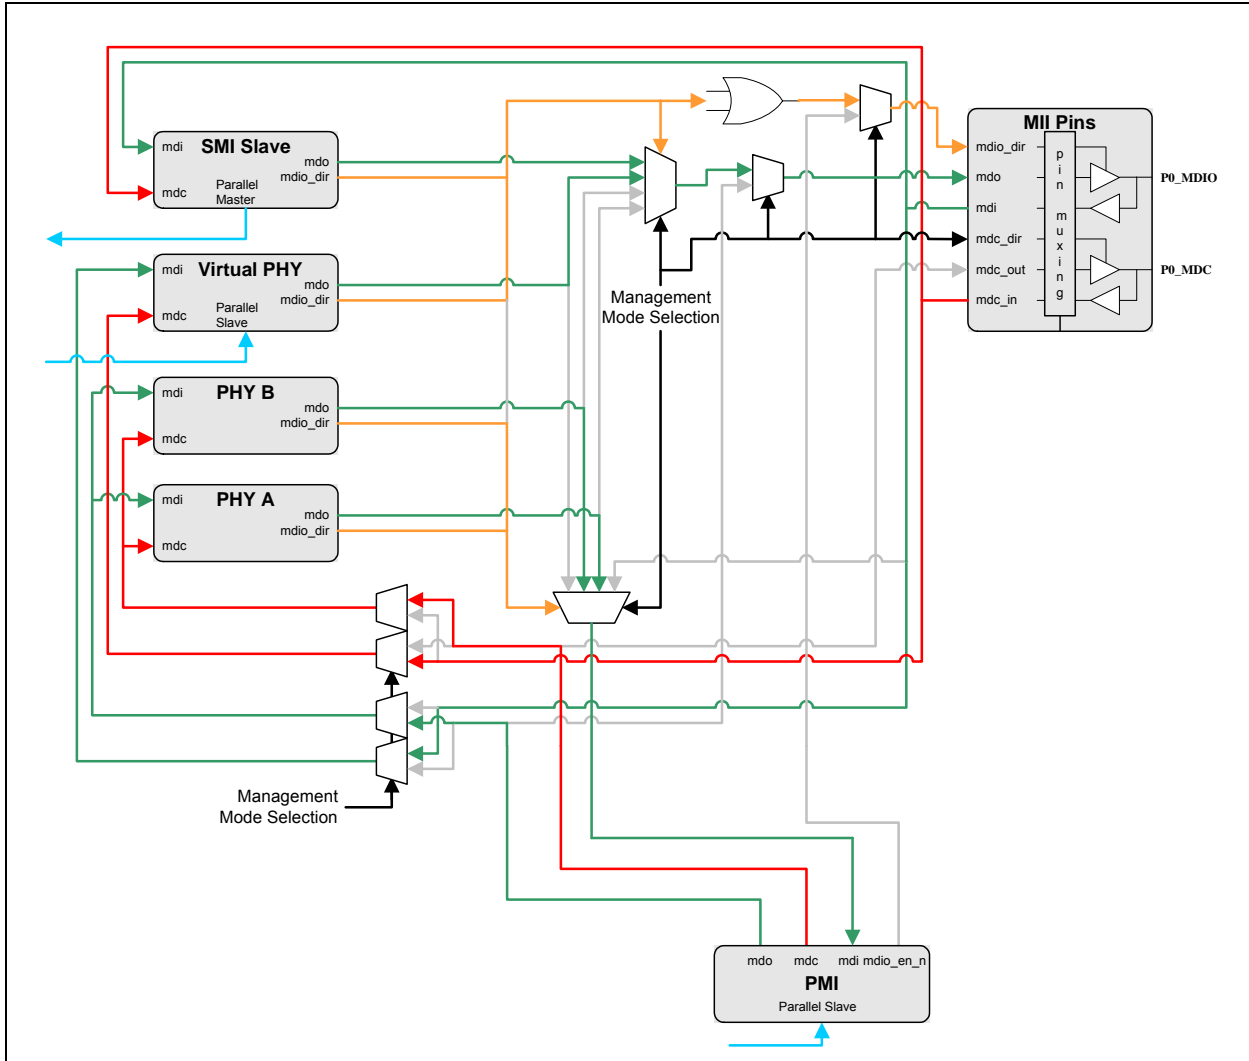 SMI Slave
mdi
mdo
mdio_dir
mdc
Parallel
Master
Virtual PHY
mdi
mdo
mdio_dir
mdc
Parallel
Slave
PHY B
mdi
mdo
mdio_dir
mdc
PHY A
mdi
mdo
mdio_dir
mdc
Management
Mode Selection
MII Pins
mdio_dir
mdo
mdi
mdc_dir
mdc_out
mdc_in
pin muxing
P0_MDIO
P0_MDC
Management
Mode Selection
mdo mdc mdi mdio_en_n
PMI
Parallel Slave